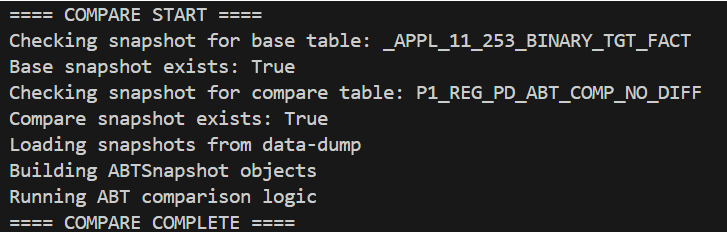 ==== COMPARE START ====
Checking snapshot for base table: _APPL_11_253_BINARY_TGT_FACT
Base snapshot exists: True
Checking snapshot for compare table: P1_REG_PD_ABT_COMP_NO_DIFF
Compare snapshot exists: True
Loading snapshots from data-dump
Building ABTSnapshot objects
Running ABT comparison logic
==== COMPARE COMPLETE ====